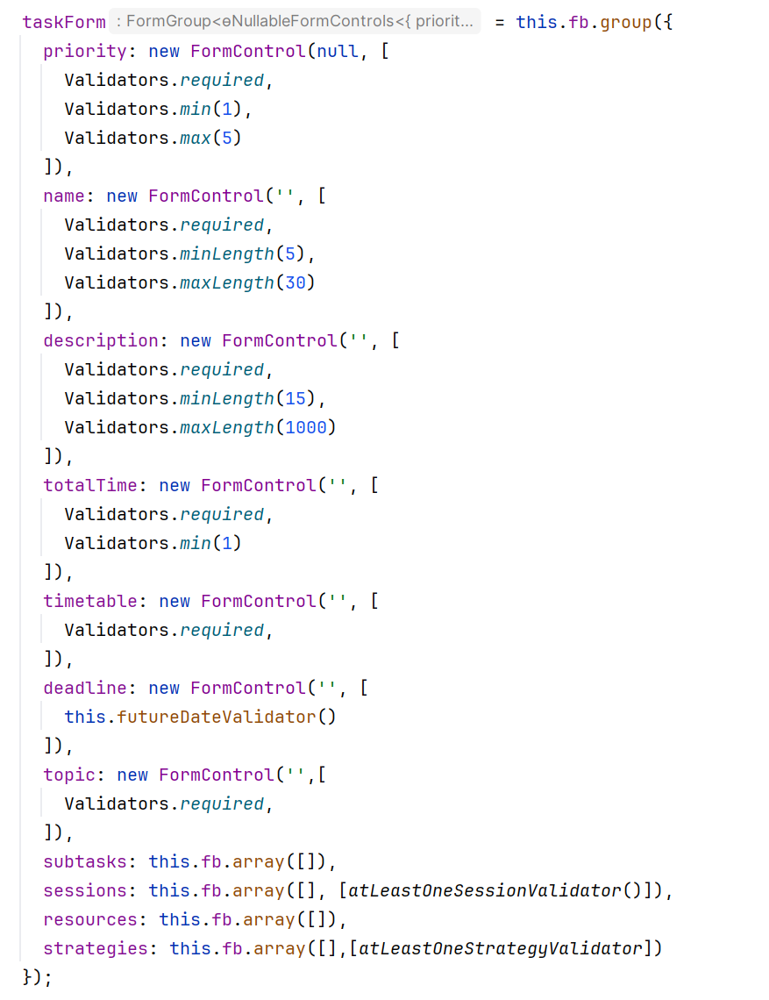 taskForm : FormGroup<ɵNullableFormControls<{ priorit... = this.fb.group({
  priority: new FormControl(null, [
    Validators.required,
    Validators.min(1),
    Validators.max(5)
  ]),
  name: new FormControl('', [
    Validators.required,
    Validators.minLength(5),
    Validators.maxLength(30)
  ]),
  description: new FormControl('', [
    Validators.required,
    Validators.minLength(15),
    Validators.maxLength(1000)
  ]),
  totalTime: new FormControl('', [
    Validators.required,
    Validators.min(1)
  ]),
  timetable: new FormControl('', [
    Validators.required,
  ]),
  deadline: new FormControl('', [
    this.futureDateValidator()
  ]),
  topic: new FormControl('',[
    Validators.required,
  ]),
  subtasks: this.fb.array([]),
  sessions: this.fb.array([], [atLeastOneSessionValidator()]),
  resources: this.fb.array([]),
  strategies: this.fb.array([],[atLeastOneStrategyValidator])
});